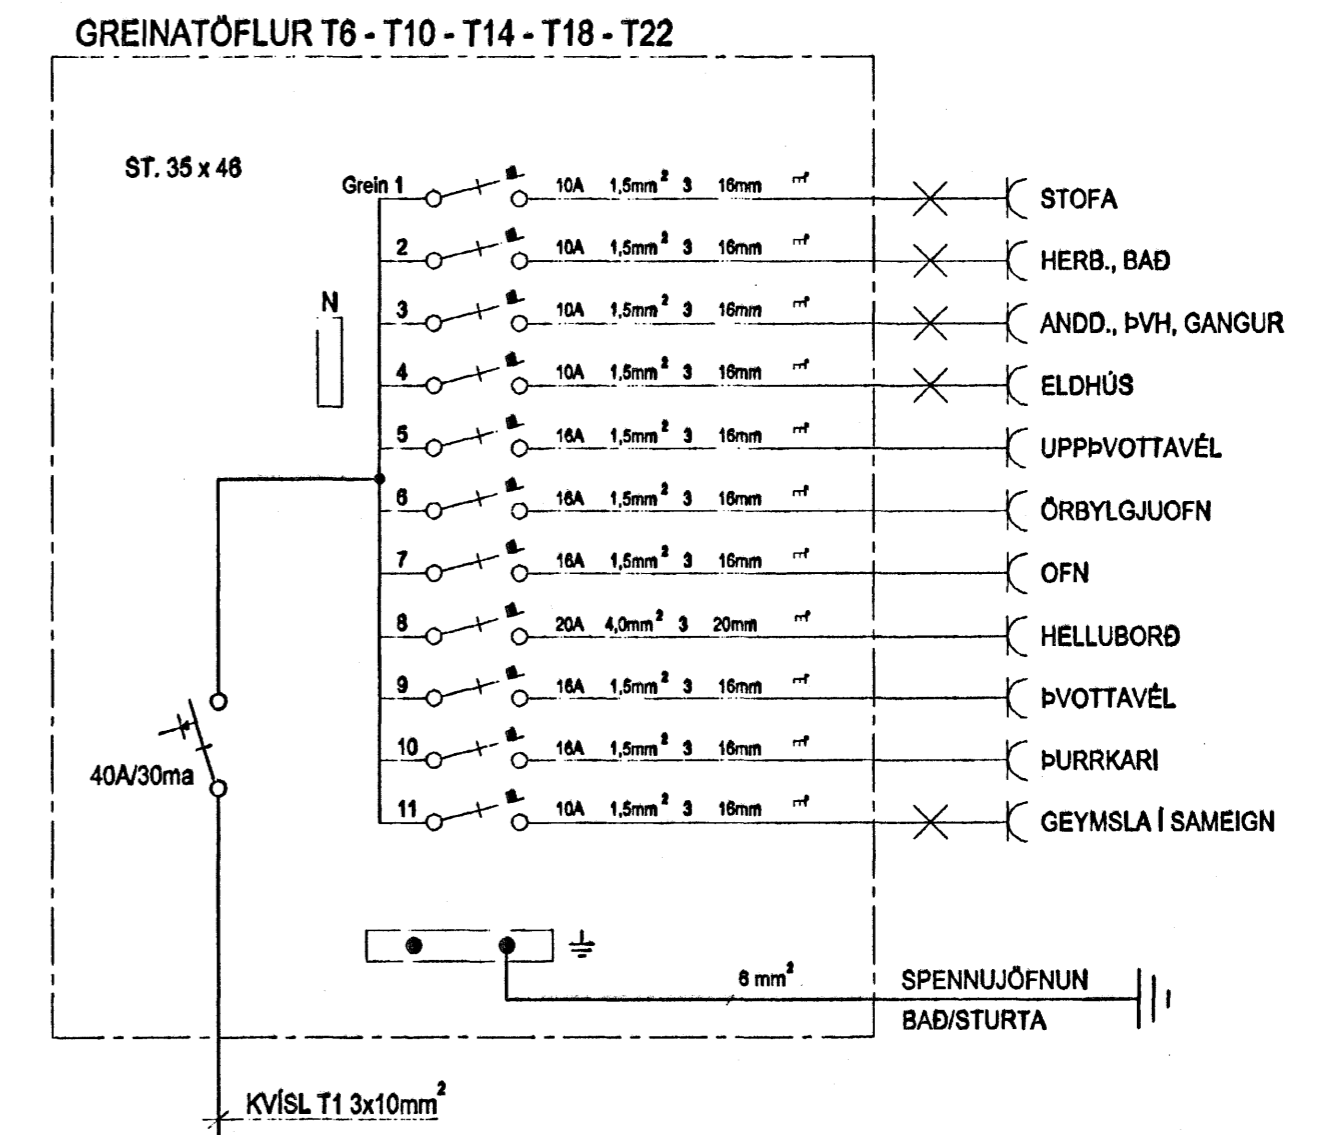 GREINATÖFLUR T6 - T10 - T14 - T18 - T22
ST. 35 x 46
Grein 1 10A 1,5mm² 3 16mm STOFA
2 10A 1,5mm² 3 16mm HERB., BAÐ
N
3 10A 1,5mm² 3 16mm ANDD., ÞVH, GANGUR
4 10A 1,5mm² 3 16mm ELDHÚS
5 16A 1,5mm² 3 16mm UPPÞVOTTAVÉL
6 16A 1,5mm² 3 16mm ÖRBYLGJUOFN
7 16A 1,5mm² 3 16mm OFN
8 20A 4,0mm² 3 20mm HELLUBORÐ
9 16A 1,5mm² 3 16mm ÞVOTTAVÉL
10 16A 1,5mm² 3 16mm ÞURRKARI
40A/30ma
11 10A 1,5mm² 3 16mm GEYMSLA Í SAMEIGN
6 mm² SPENNUJÖFNUN
BAÐ/STURTA
KVÍSL T1 3x10mm²